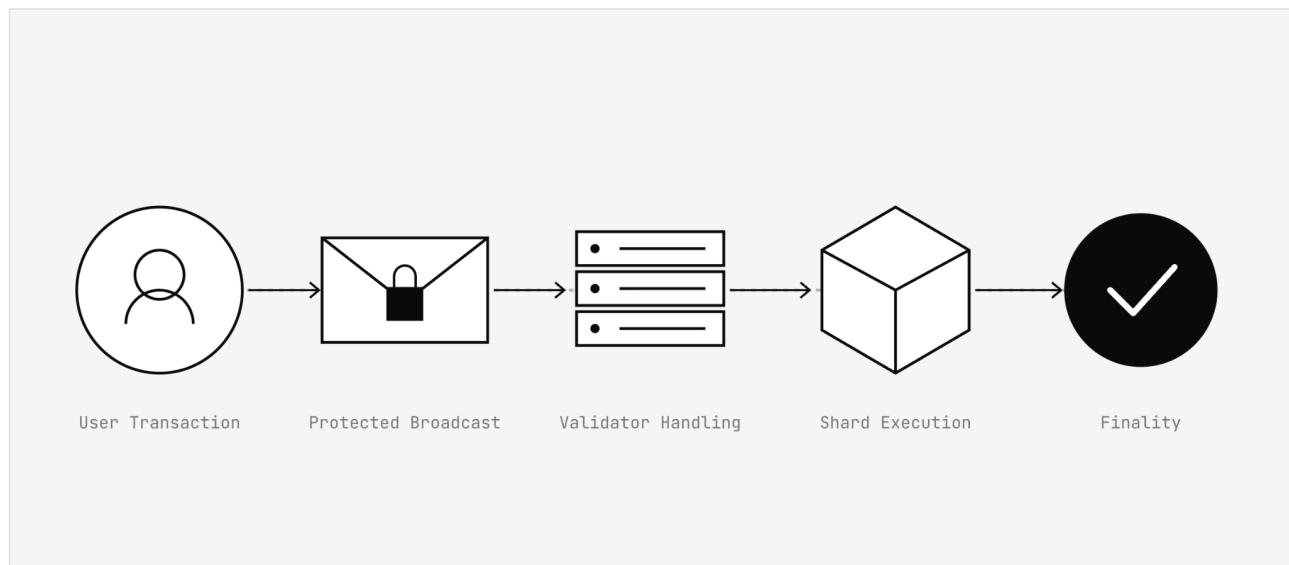 User Transaction
Protected Broadcast
Validator Handling
Shard Execution
Finality